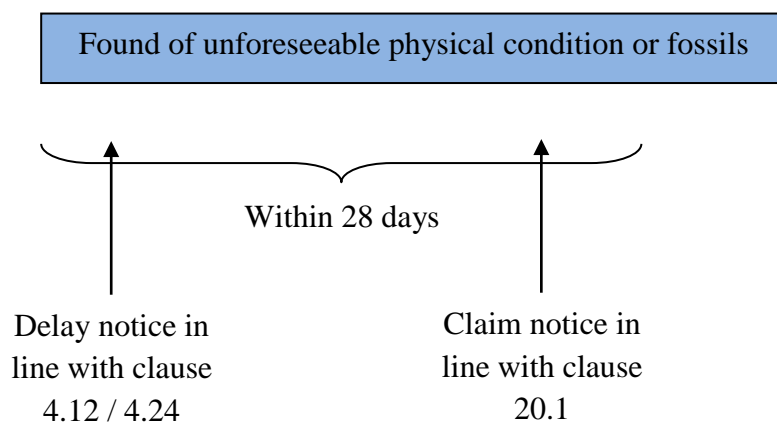 Found of unforeseeable physical condition or fossils
Within 28 days
Delay notice in
line with clause
4.12 / 4.24
Claim notice in
line with clause
20.1